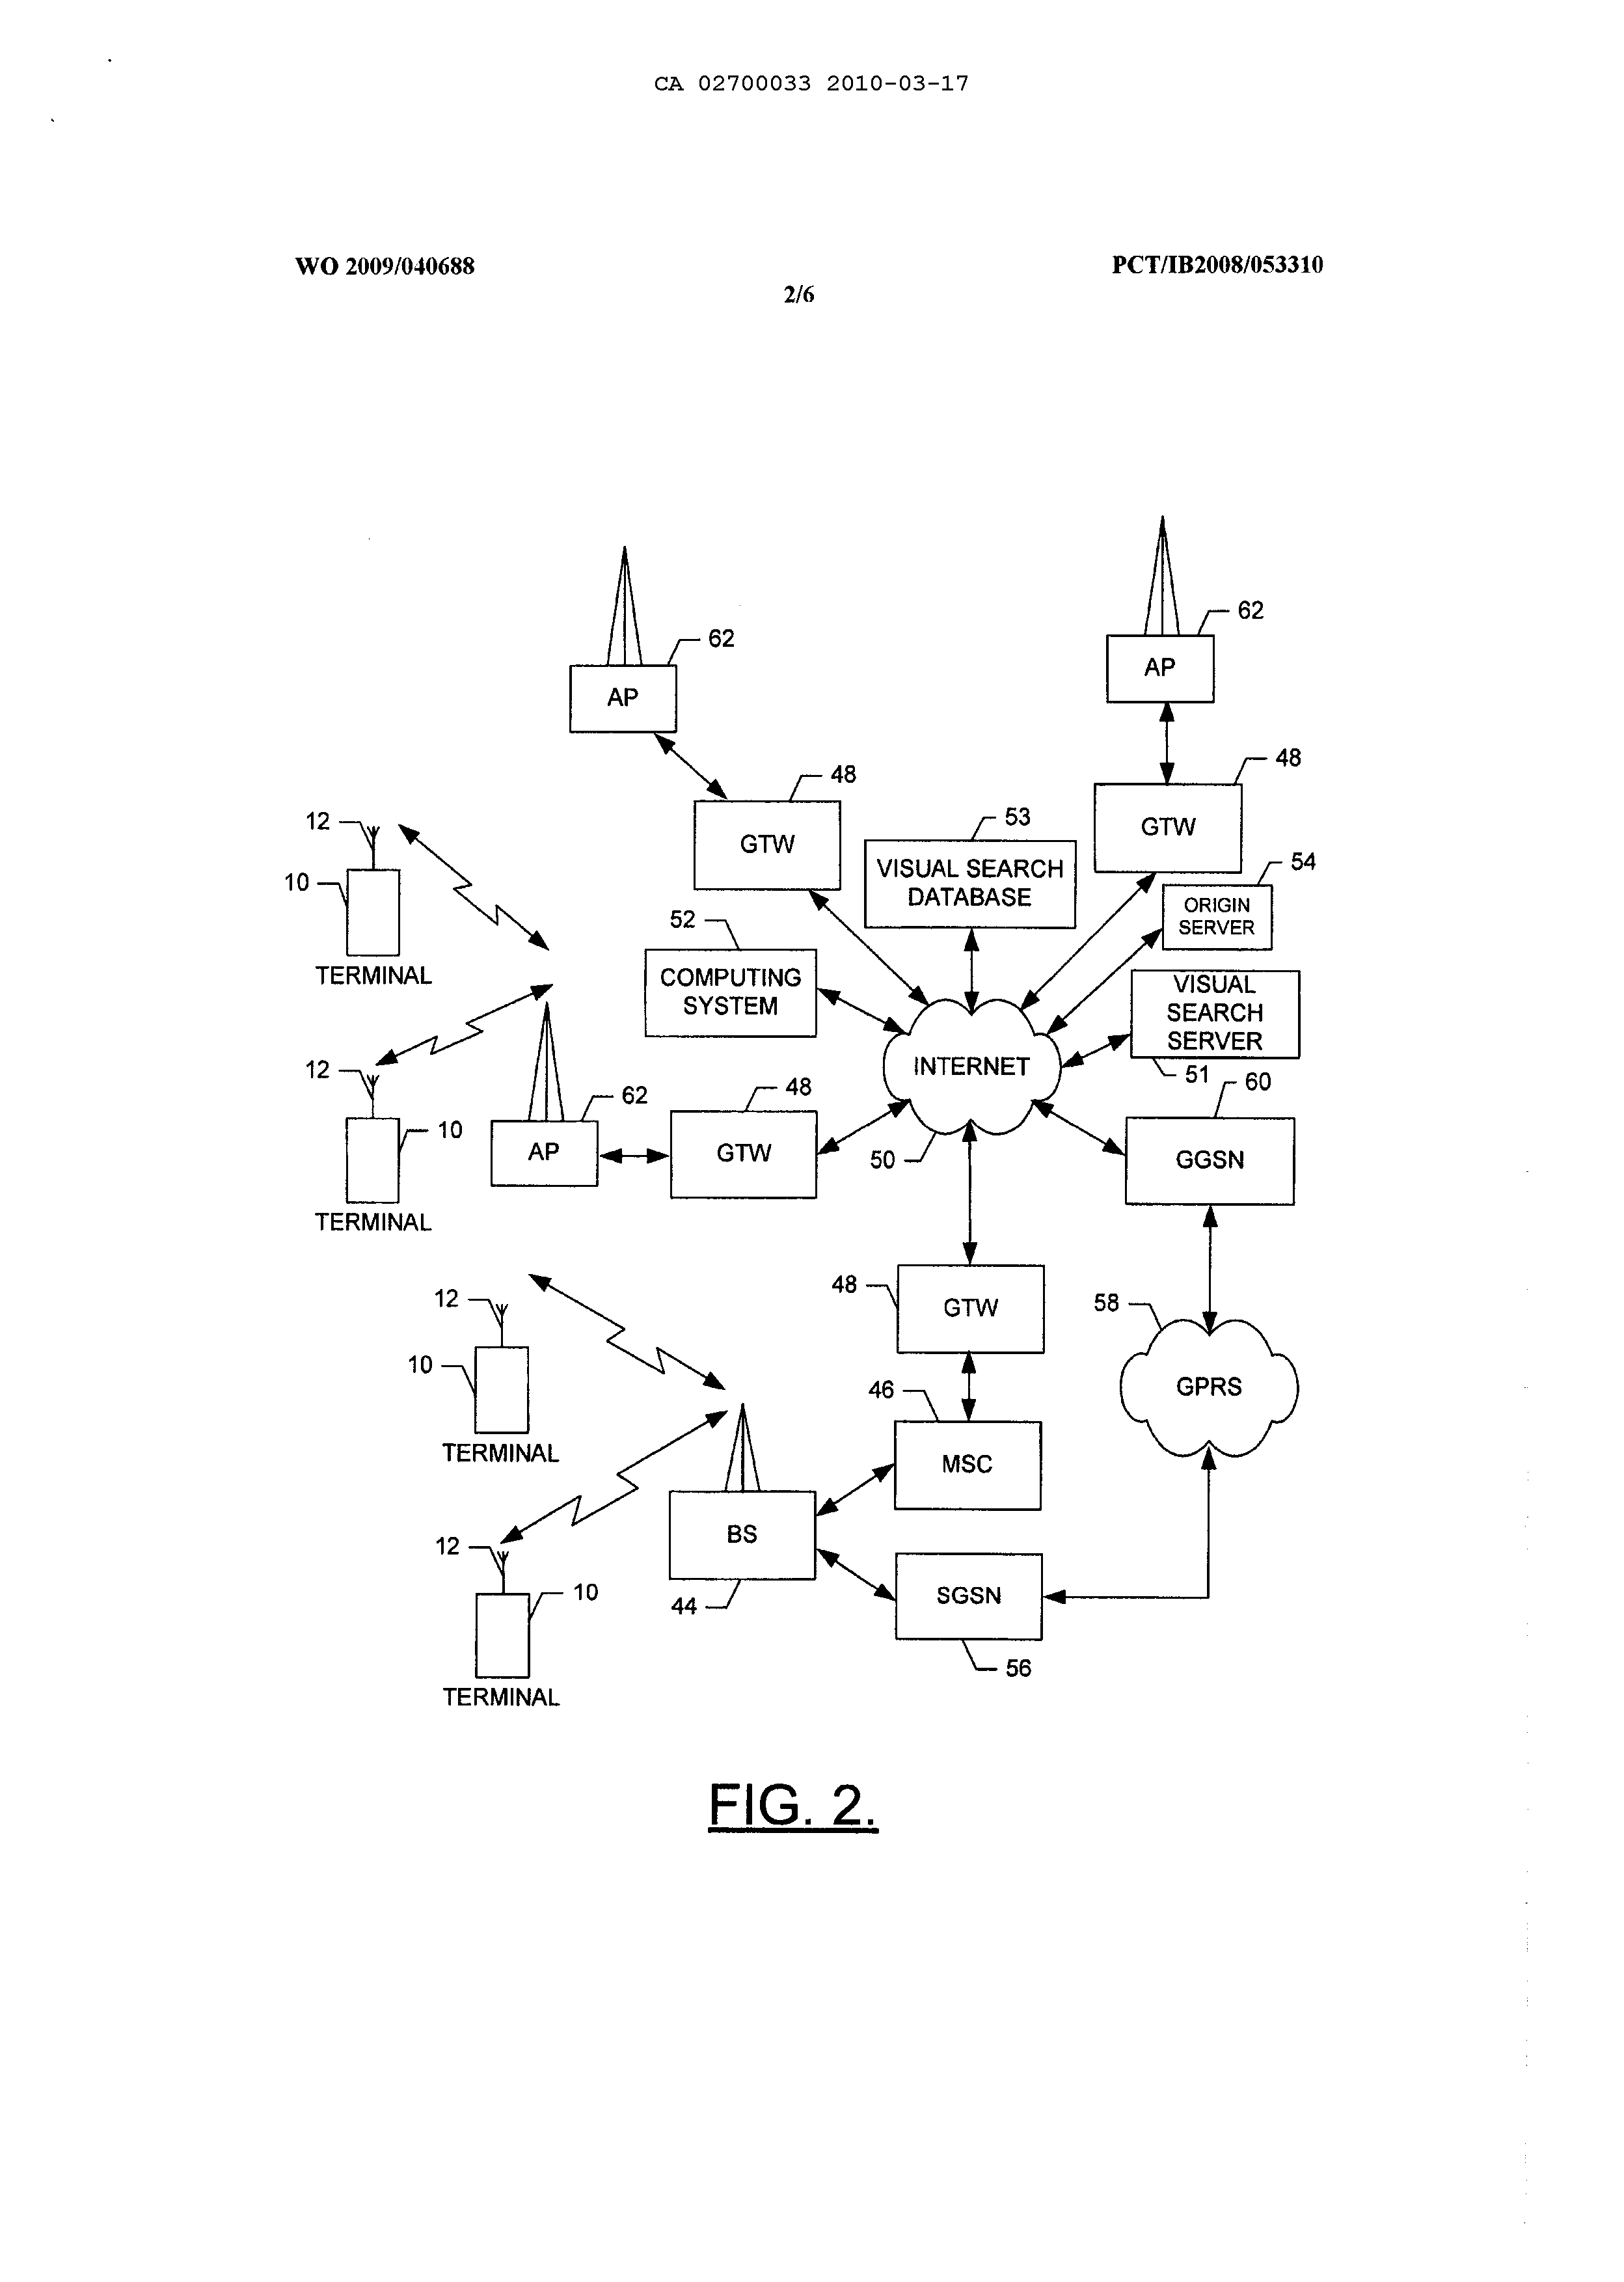 CA 02700033 2010-03-17
WO 2009/040688
PCT/IB2008/053310
2/6
62
AP
62
AP
48
GTW
48
GTW
53
VISUAL SEARCH
DATABASE
54
ORIGIN
SERVER
12
10
TERMINAL
52
COMPUTING
SYSTEM
VISUAL
SEARCH
SERVER
51
INTERNET
50
12
10
TERMINAL
62
AP
48
GTW
60
GGSN
48
GTW
58
GPRS
12
10
TERMINAL
46
MSC
BS
44
12
10
TERMINAL
SGSN
56
FIG. 2.